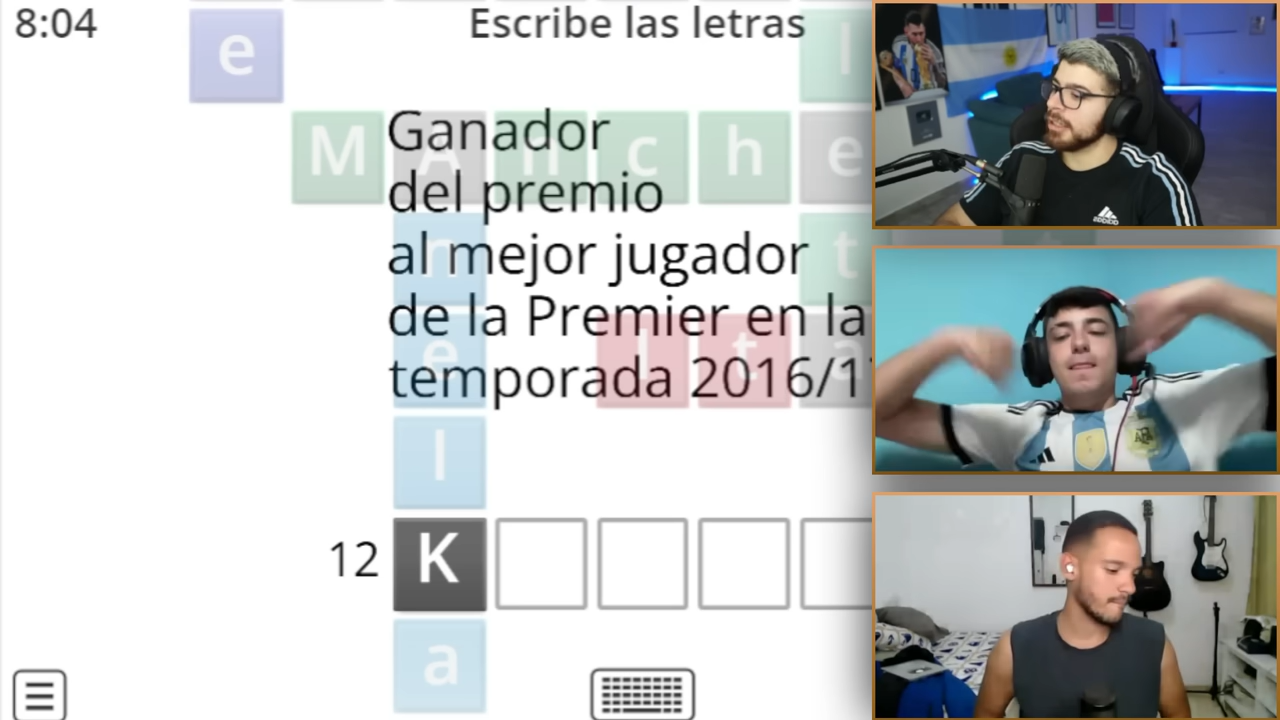 8:04
Escribe las letras
e
l
M A n c h e
Ganador
del premio
al mejor jugador
de la Premier en la
temporada 2016/1
n
t
e
l t a
l
12 K
a
adidas